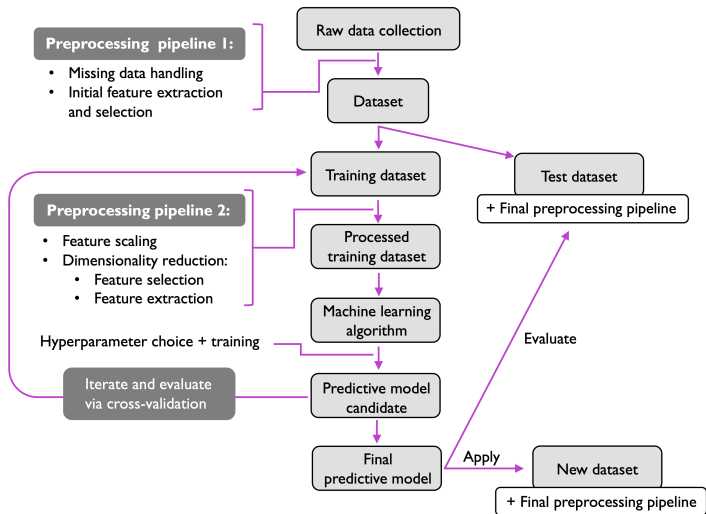 Raw data collection
Preprocessing pipeline 1:
• Missing data handling
• Initial feature extraction
and selection
Dataset
Training dataset
Test dataset
+ Final preprocessing pipeline
Preprocessing pipeline 2:
• Feature scaling
• Dimensionality reduction:
• Feature selection
• Feature extraction
Processed
training dataset
Machine learning
algorithm
Hyperparameter choice + training
Evaluate
Iterate and evaluate
via cross-validation
Predictive model
candidate
Final
predictive model
Apply
New dataset
+ Final preprocessing pipeline